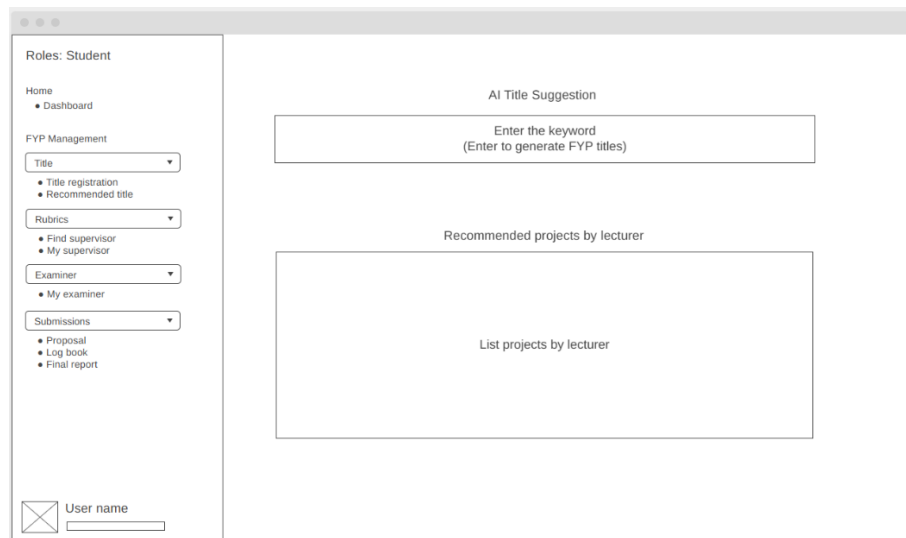 Roles: Student
Home
Dashboard
FYP Management
Title
Title registration
Recommended title
Rubrics
Find supervisor
My supervisor
Examiner
My examiner
Submissions
Proposal
Log book
Final report
User name
AI Title Suggestion
Enter the keyword
(Enter to generate FYP titles)
Recommended projects by lecturer
List projects by lecturer